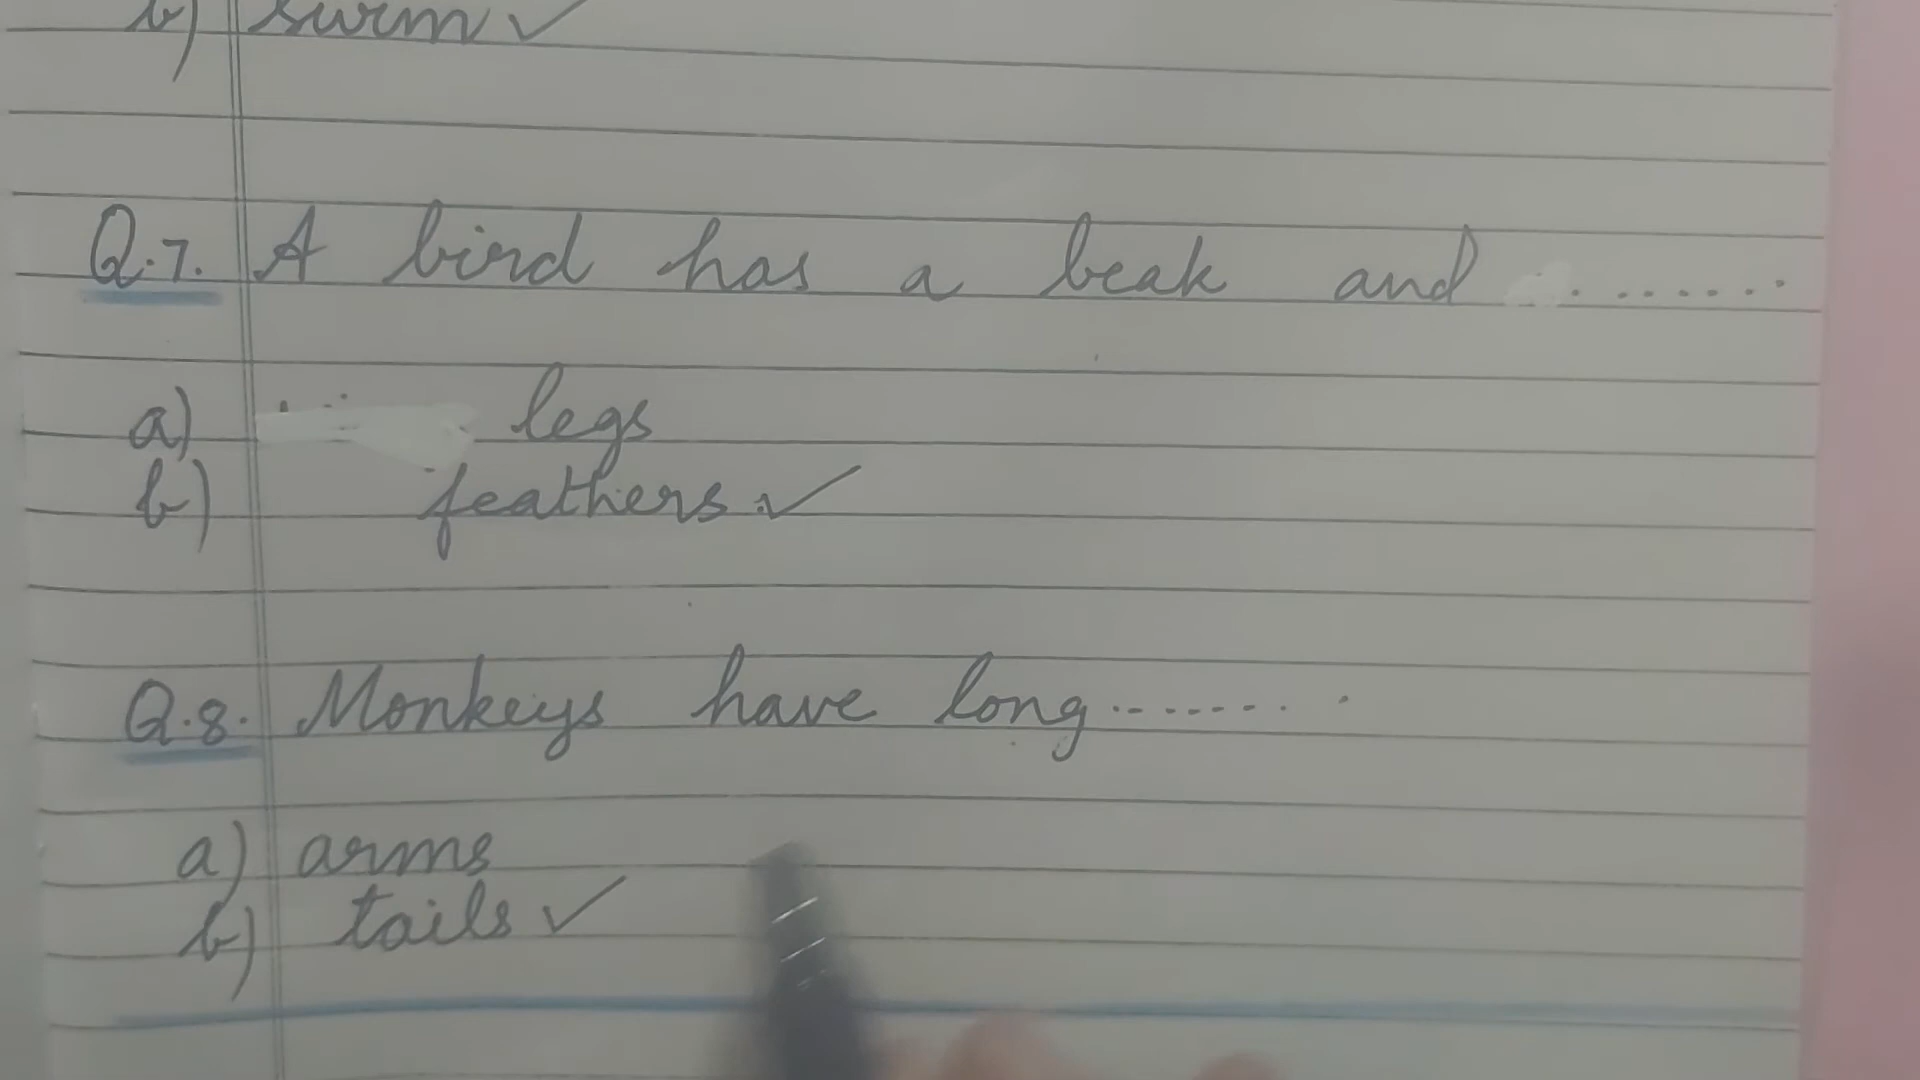 b) swim ✓
Q.7. A bird has a beak and ........
a) legs
b) feathers. ✓
Q.8. Monkeys have long........
a) arms
b) tails ✓